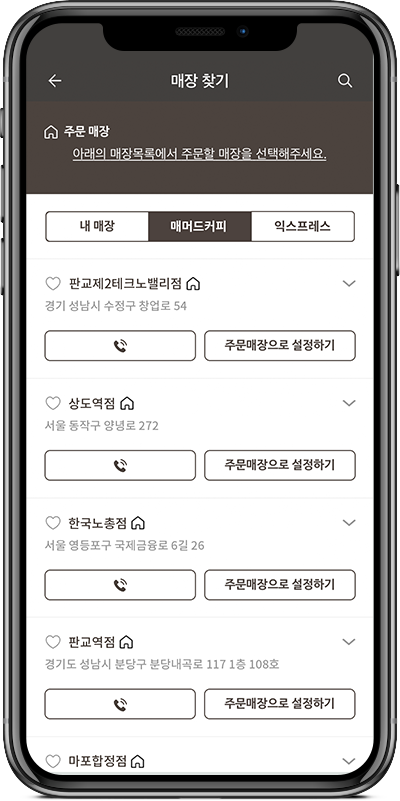 매장 찾기
주문 매장
아래의 매장목록에서 주문할 매장을 선택해주세요.
내 매장
매머드커피
익스프레스
판교제2테크노밸리점
경기 성남시 수정구 창업로 54
주문매장으로 설정하기
상도역점
서울 동작구 양녕로 272
주문매장으로 설정하기
한국노총점
서울 영등포구 국제금융로 6길 26
주문매장으로 설정하기
판교역점
경기도 성남시 분당구 분당내곡로 117 1층 108호
주문매장으로 설정하기
마포합정점